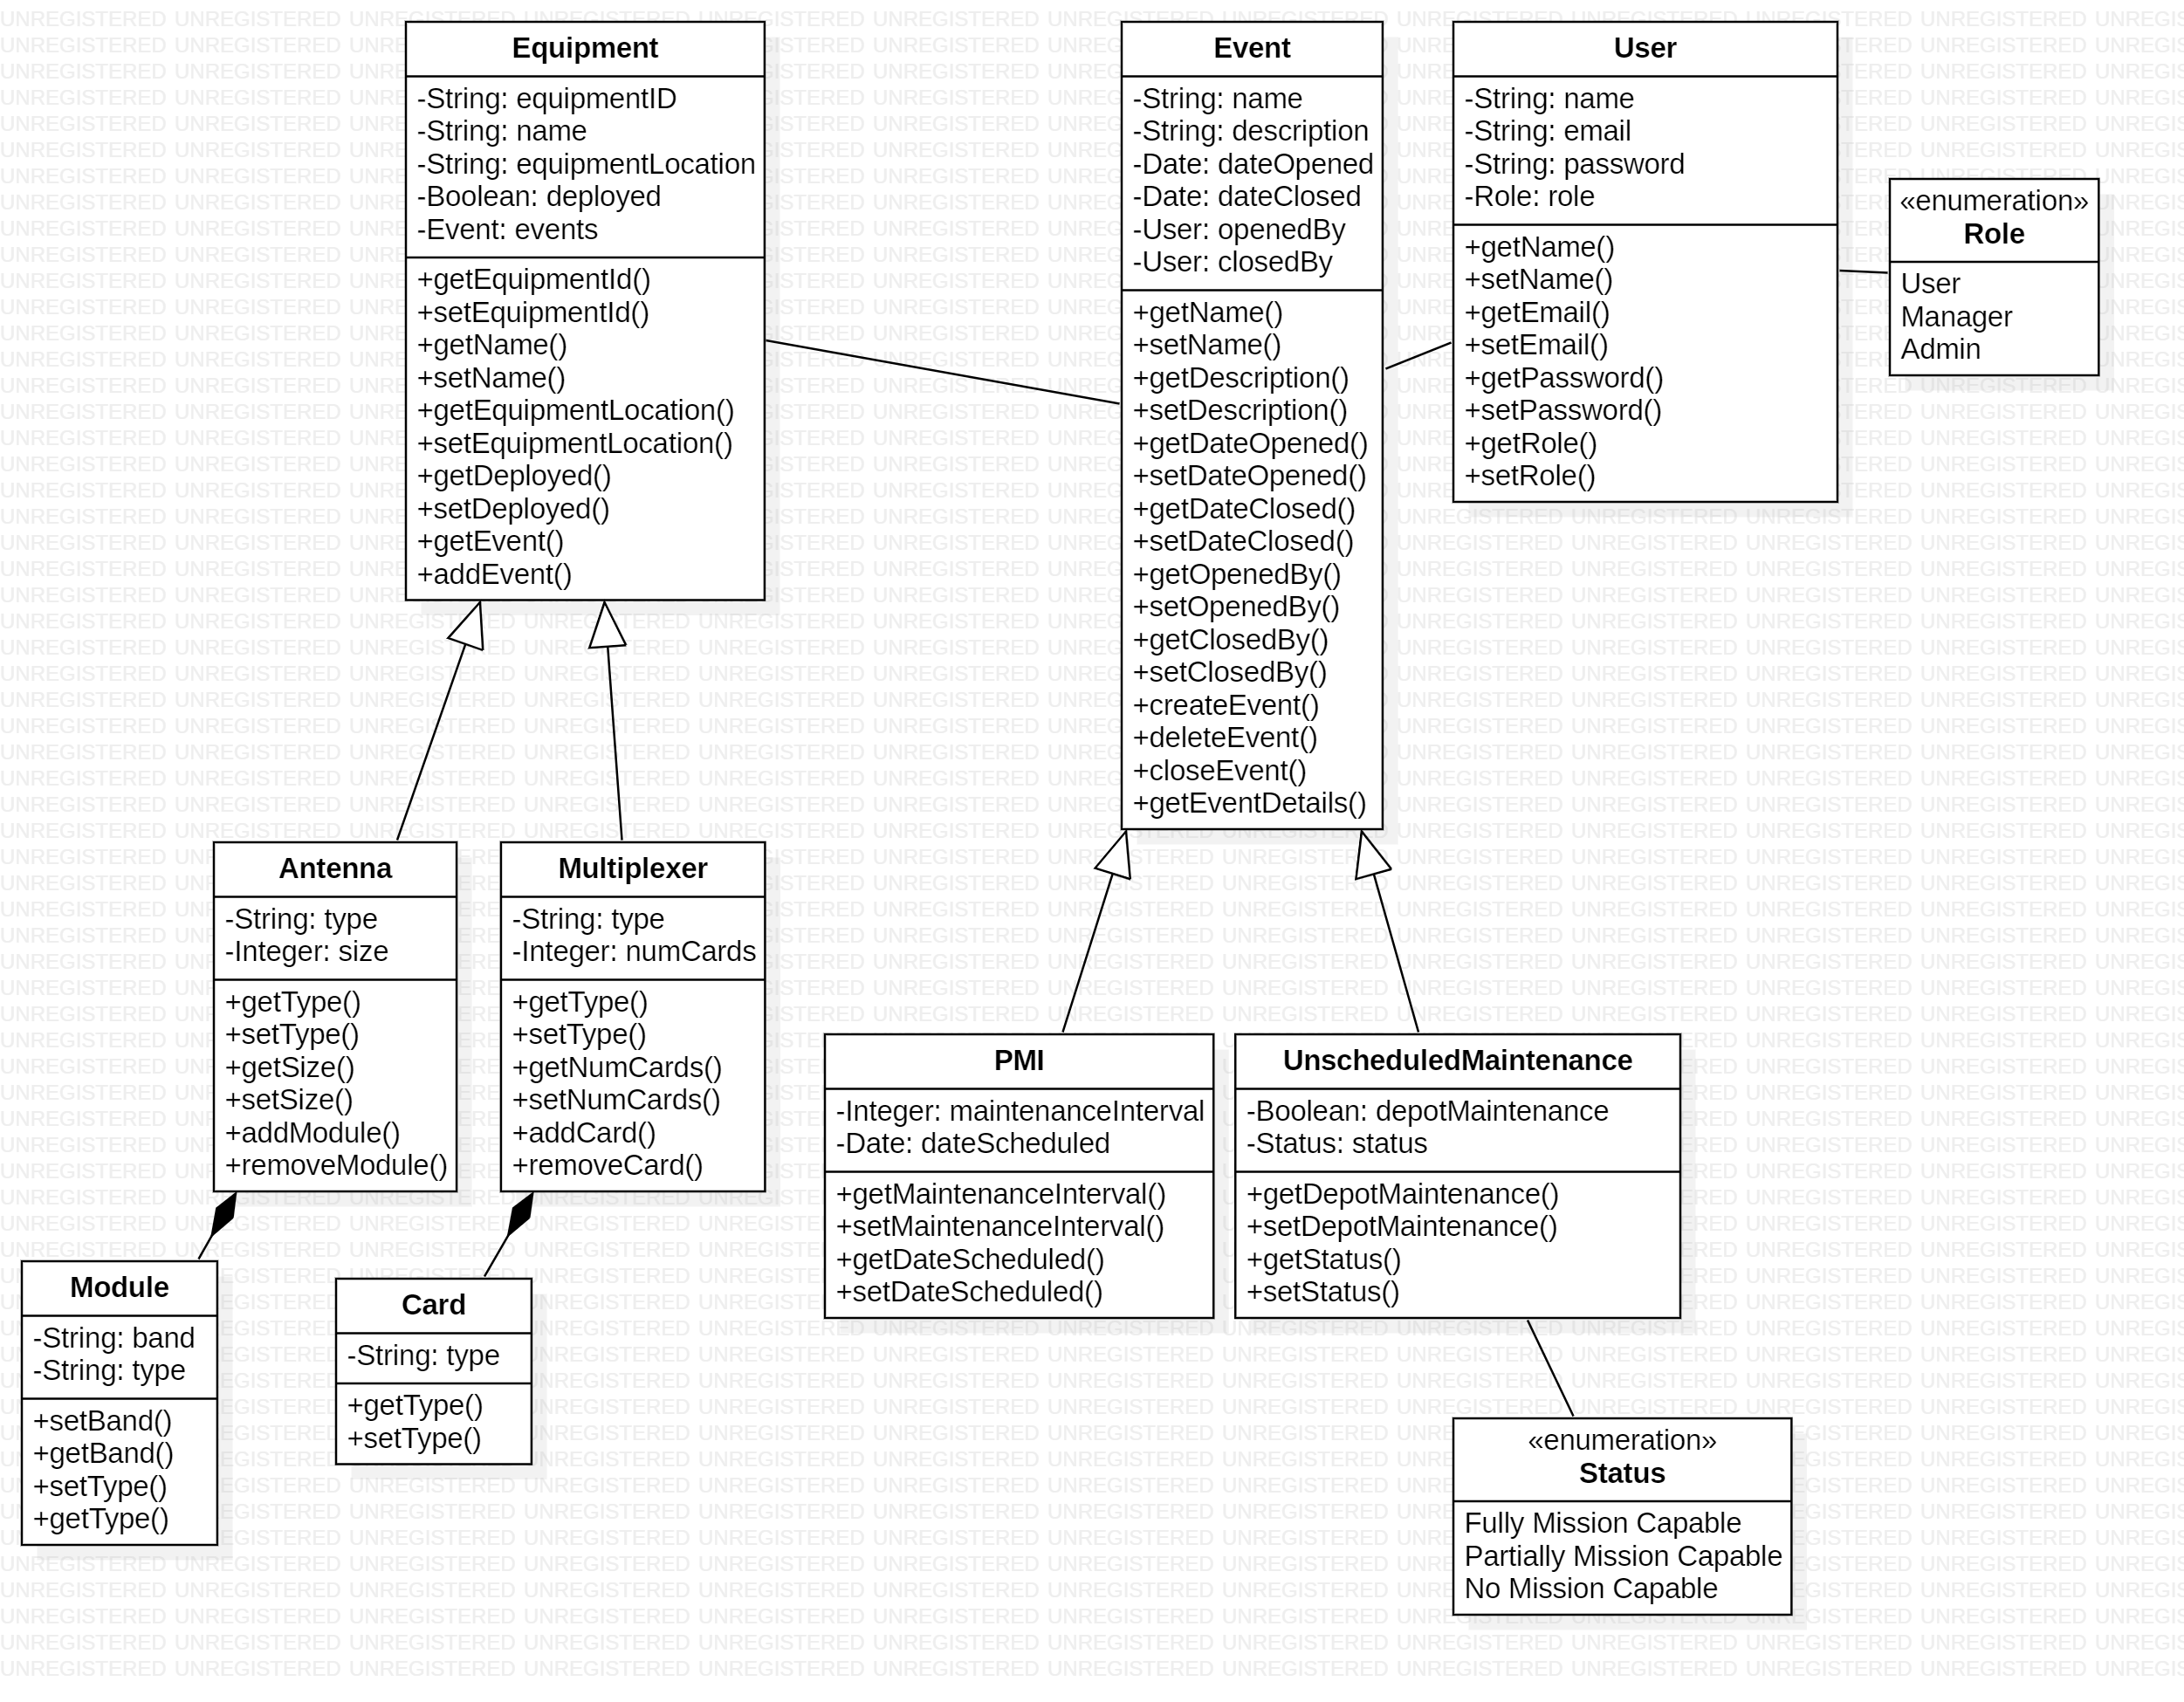 Equipment
-String: equipmentID
-String: name
-String: equipmentLocation
-Boolean: deployed
-Event: events
+getEquipmentId()
+setEquipmentId()
+getName()
+setName()
+getEquipmentLocation()
+setEquipmentLocation()
+getDeployed()
+setDeployed()
+getEvent()
+addEvent()
Event
-String: name
-String: description
-Date: dateOpened
-Date: dateClosed
-User: openedBy
-User: closedBy
+getName()
+setName()
+getDescription()
+setDescription()
+getDateOpened()
+setDateOpened()
+getDateClosed()
+setDateClosed()
+getOpenedBy()
+setOpenedBy()
+getClosedBy()
+setClosedBy()
+createEvent()
+deleteEvent()
+closeEvent()
+getEventDetails()
User
-String: name
-String: email
-String: password
-Role: role
+getName()
+setName()
+getEmail()
+setEmail()
+getPassword()
+setPassword()
+getRole()
+setRole()
«enumeration»
Role
User
Manager
Admin
Antenna
-String: type
-Integer: size
+getType()
+setType()
+getSize()
+setSize()
+addModule()
+removeModule()
Multiplexer
-String: type
-Integer: numCards
+getType()
+setType()
+getNumCards()
+setNumCards()
+addCard()
+removeCard()
PMI
-Integer: maintenanceInterval
-Date: dateScheduled
+getMaintenanceInterval()
+setMaintenanceInterval()
+getDateScheduled()
+setDateScheduled()
UnscheduledMaintenance
-Boolean: depotMaintenance
-Status: status
+getDepotMaintenance()
+setDepotMaintenance()
+getStatus()
+setStatus()
Module
-String: band
-String: type
+setBand()
+getBand()
+setType()
+getType()
Card
-String: type
+getType()
+setType()
«enumeration»
Status
Fully Mission Capable
Partially Mission Capable
No Mission Capable
UNREGISTERED